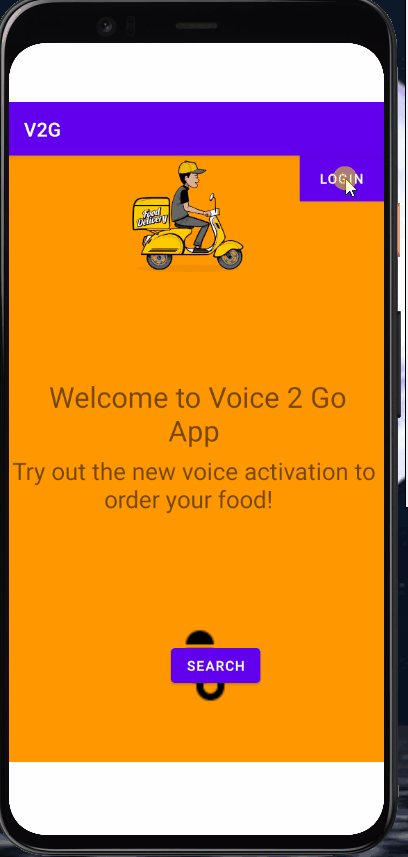 V2G
LOGIN
Food
Delivery
Welcome to Voice 2 Go
App
Try out the new voice activation to
order your food!
SEARCH